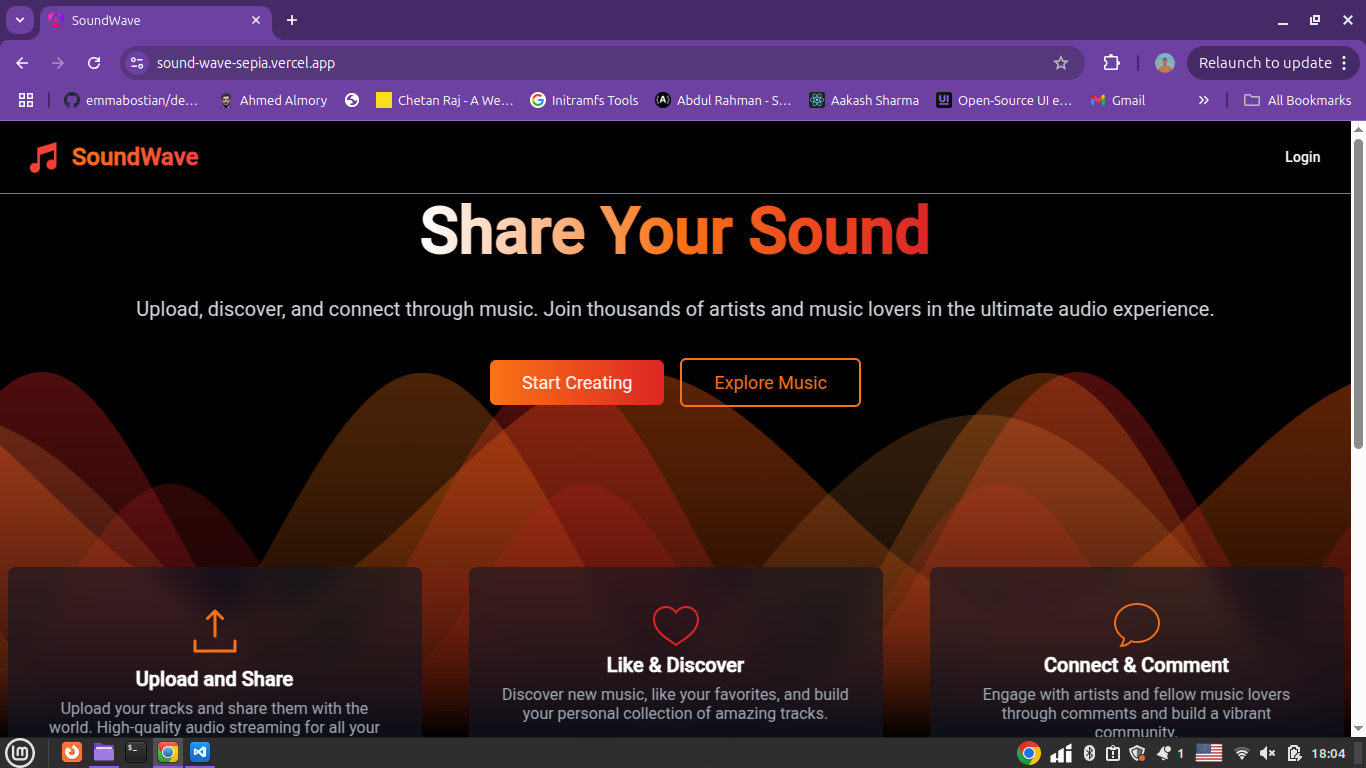 SoundWave
sound-wave-sepia.vercel.app
Relaunch to update
emmabostian/de...
Ahmed Almory
Chetan Raj - A We...
Initramfs Tools
Abdul Rahman - S...
Aakash Sharma
Open-Source UI e...
Gmail
All Bookmarks
SoundWave
Login
Share Your Sound
Upload, discover, and connect through music. Join thousands of artists and music lovers in the ultimate audio experience.
Start Creating
Explore Music
Upload and Share
Upload your tracks and share them with the
world. High-quality audio streaming for all your
Like & Discover
Discover new music, like your favorites, and build
your personal collection of amazing tracks.
Connect & Comment
Engage with artists and fellow music lovers
through comments and build a vibrant
community.
1
18:04